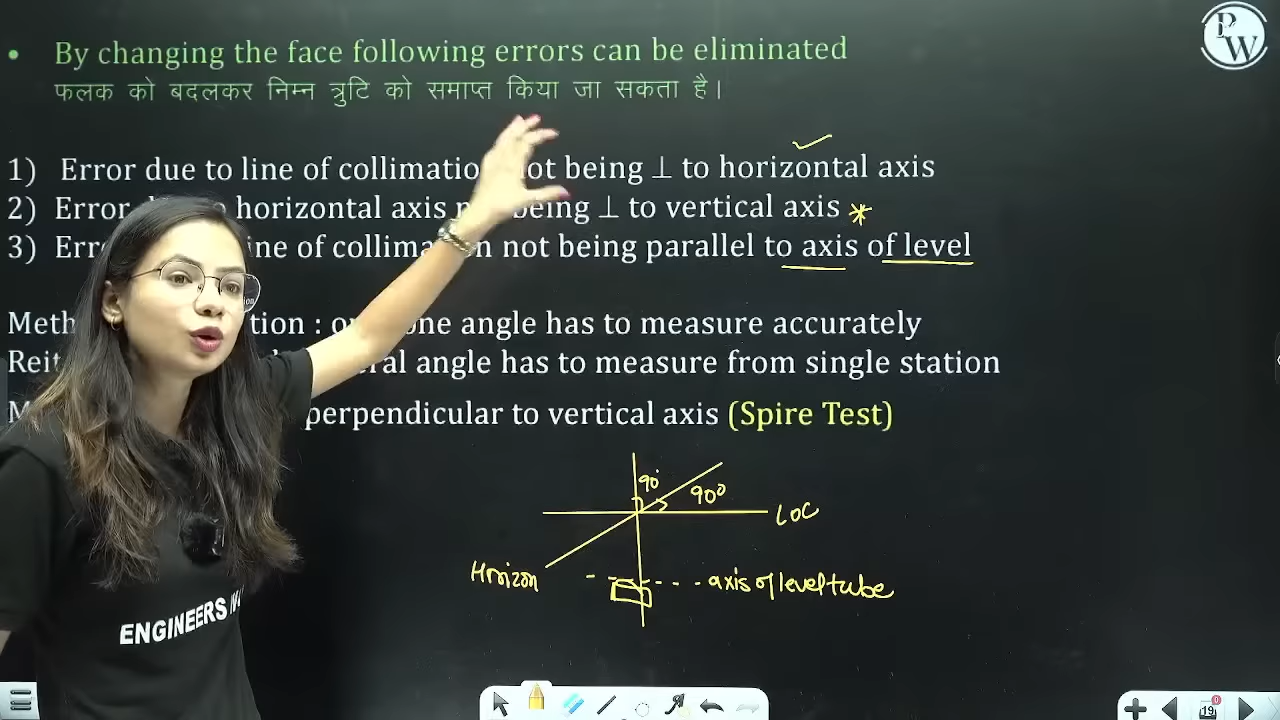 PW
• By changing the face following errors can be eliminated
फलक को बदलकर निम्न त्रुटि को समाप्त किया जा सकता है।
1) Error due to line of collimatio ot being ⊥ to horizontal axis
2) Error horizontal axis being ⊥ to vertical axis *
3) ine of collima n not being parallel to axis of level
Meth tion : o one angle has to measure accurately
Reit ral angle has to measure from single station
M perpendicular to vertical axis (Spire Test)
90°
90°
LOC
Horizon
axis of level tube
ENGINEERS
19